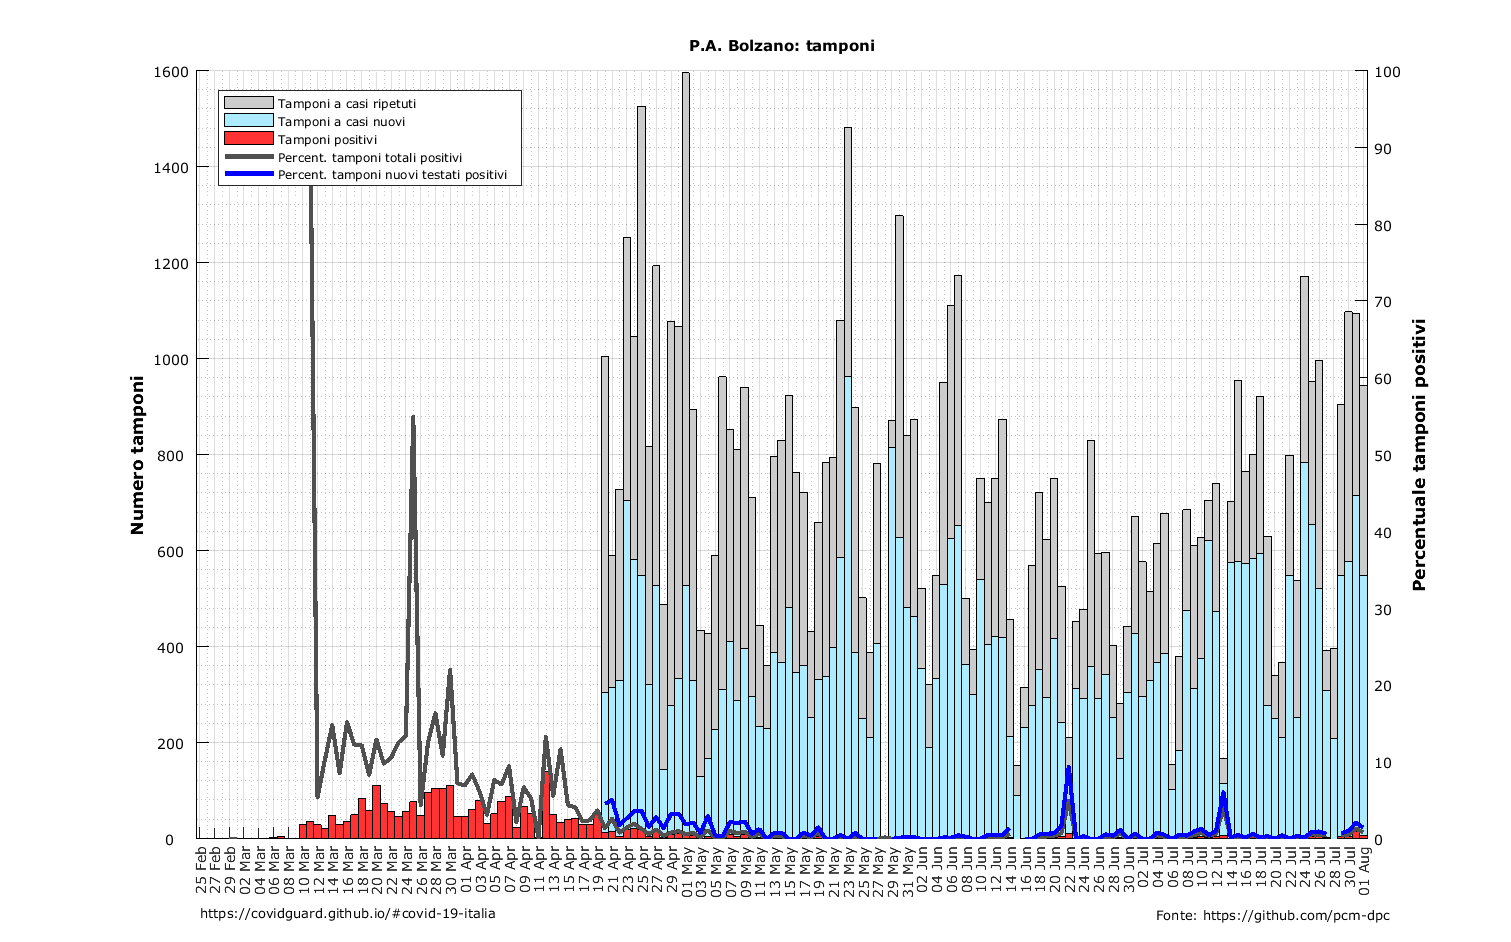 P.A. Bolzano: tamponi
1600
1400
1200
1000
800
600
400
200
0
100
90
80
70
60
50
40
30
20
10
0
Tamponi a casi ripetuti
Tamponi a casi nuovi
Tamponi positivi
Percent. tamponi totali positivi
Percent. tamponi nuovi testati positivi
Numero tamponi
Percentuale tamponi positivi
25 Feb
27 Feb
29 Feb
02 Mar
04 Mar
06 Mar
08 Mar
10 Mar
12 Mar
14 Mar
16 Mar
18 Mar
20 Mar
22 Mar
24 Mar
26 Mar
28 Mar
30 Mar
01 Apr
03 Apr
05 Apr
07 Apr
09 Apr
11 Apr
13 Apr
15 Apr
17 Apr
19 Apr
21 Apr
23 Apr
25 Apr
27 Apr
29 Apr
01 May
03 May
05 May
07 May
09 May
11 May
13 May
15 May
17 May
19 May
21 May
23 May
25 May
27 May
29 May
31 May
02 Jun
04 Jun
06 Jun
08 Jun
10 Jun
12 Jun
14 Jun
16 Jun
18 Jun
20 Jun
22 Jun
24 Jun
26 Jun
28 Jun
30 Jun
02 Jul
04 Jul
06 Jul
08 Jul
10 Jul
12 Jul
14 Jul
16 Jul
18 Jul
20 Jul
22 Jul
24 Jul
26 Jul
28 Jul
30 Jul
01 Aug
https://covidguard.github.io/#covid-19-italia
Fonte: https://github.com/pcm-dpc